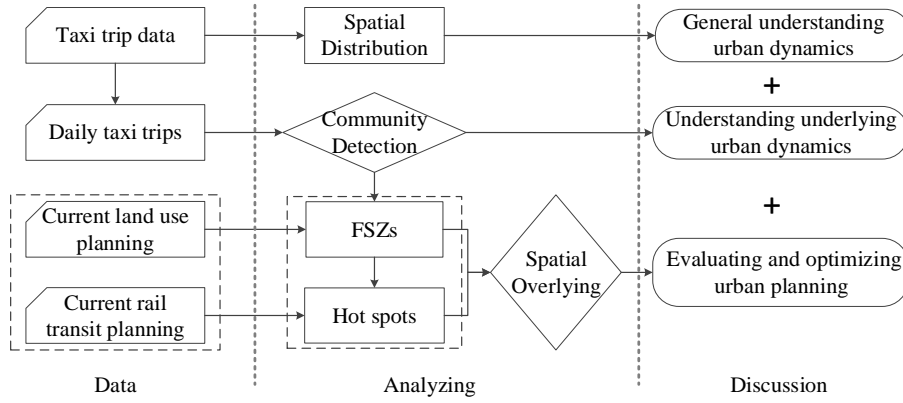 Taxi trip data
Spatial
Distribution
General understanding
urban dynamics
+
Daily taxi trips
Community
Detection
Understanding underlying
urban dynamics
+
Current land use
planning
FSZs
Spatial
Overlying
Evaluating and optimizing
urban planning
Current rail
transit planning
Hot spots
Data
Analyzing
Discussion